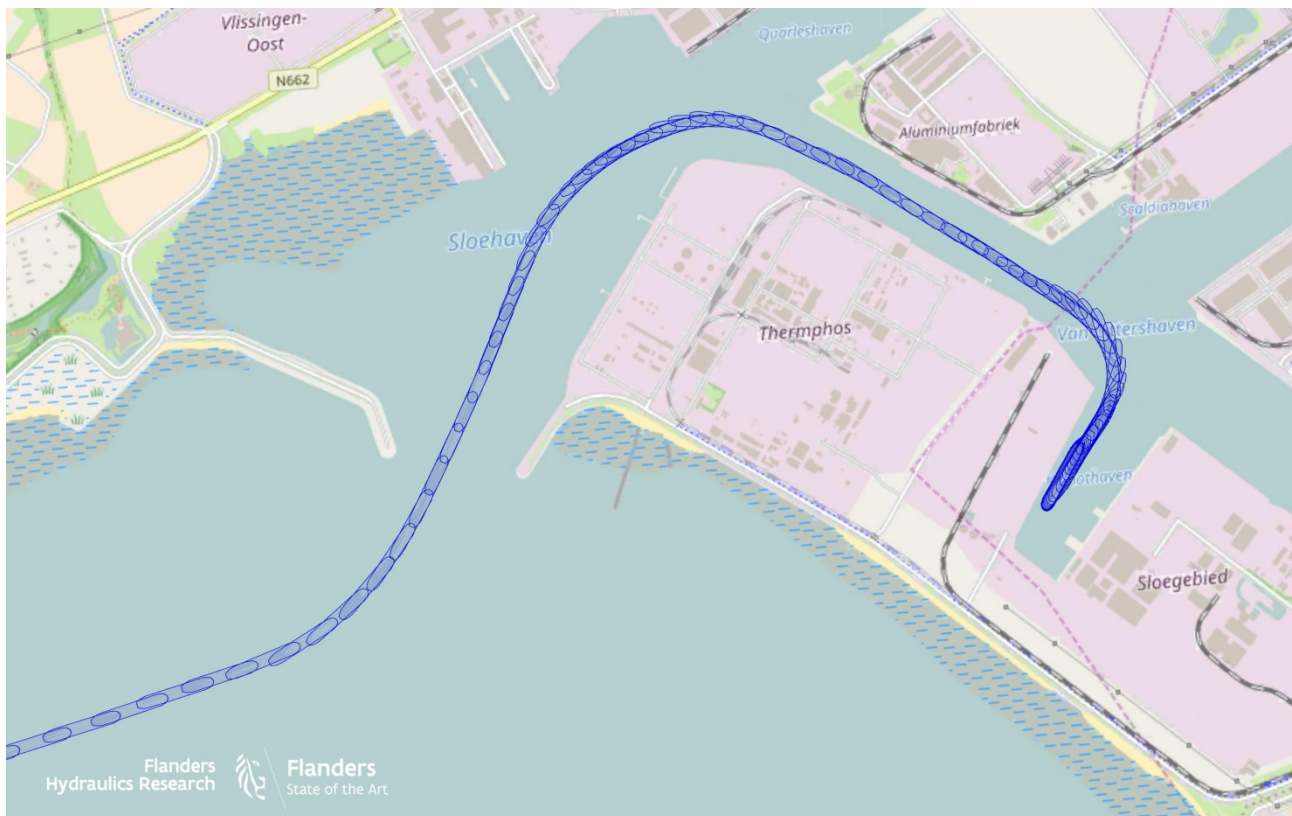 Vlissingen-
Oost
N662
Quarleshaven
Aluminiumfabriek
Scaldiahaven
Sloehaven
Thermphos
Sloegebied
Flanders
Hydraulics Research
Flanders
State of the Art